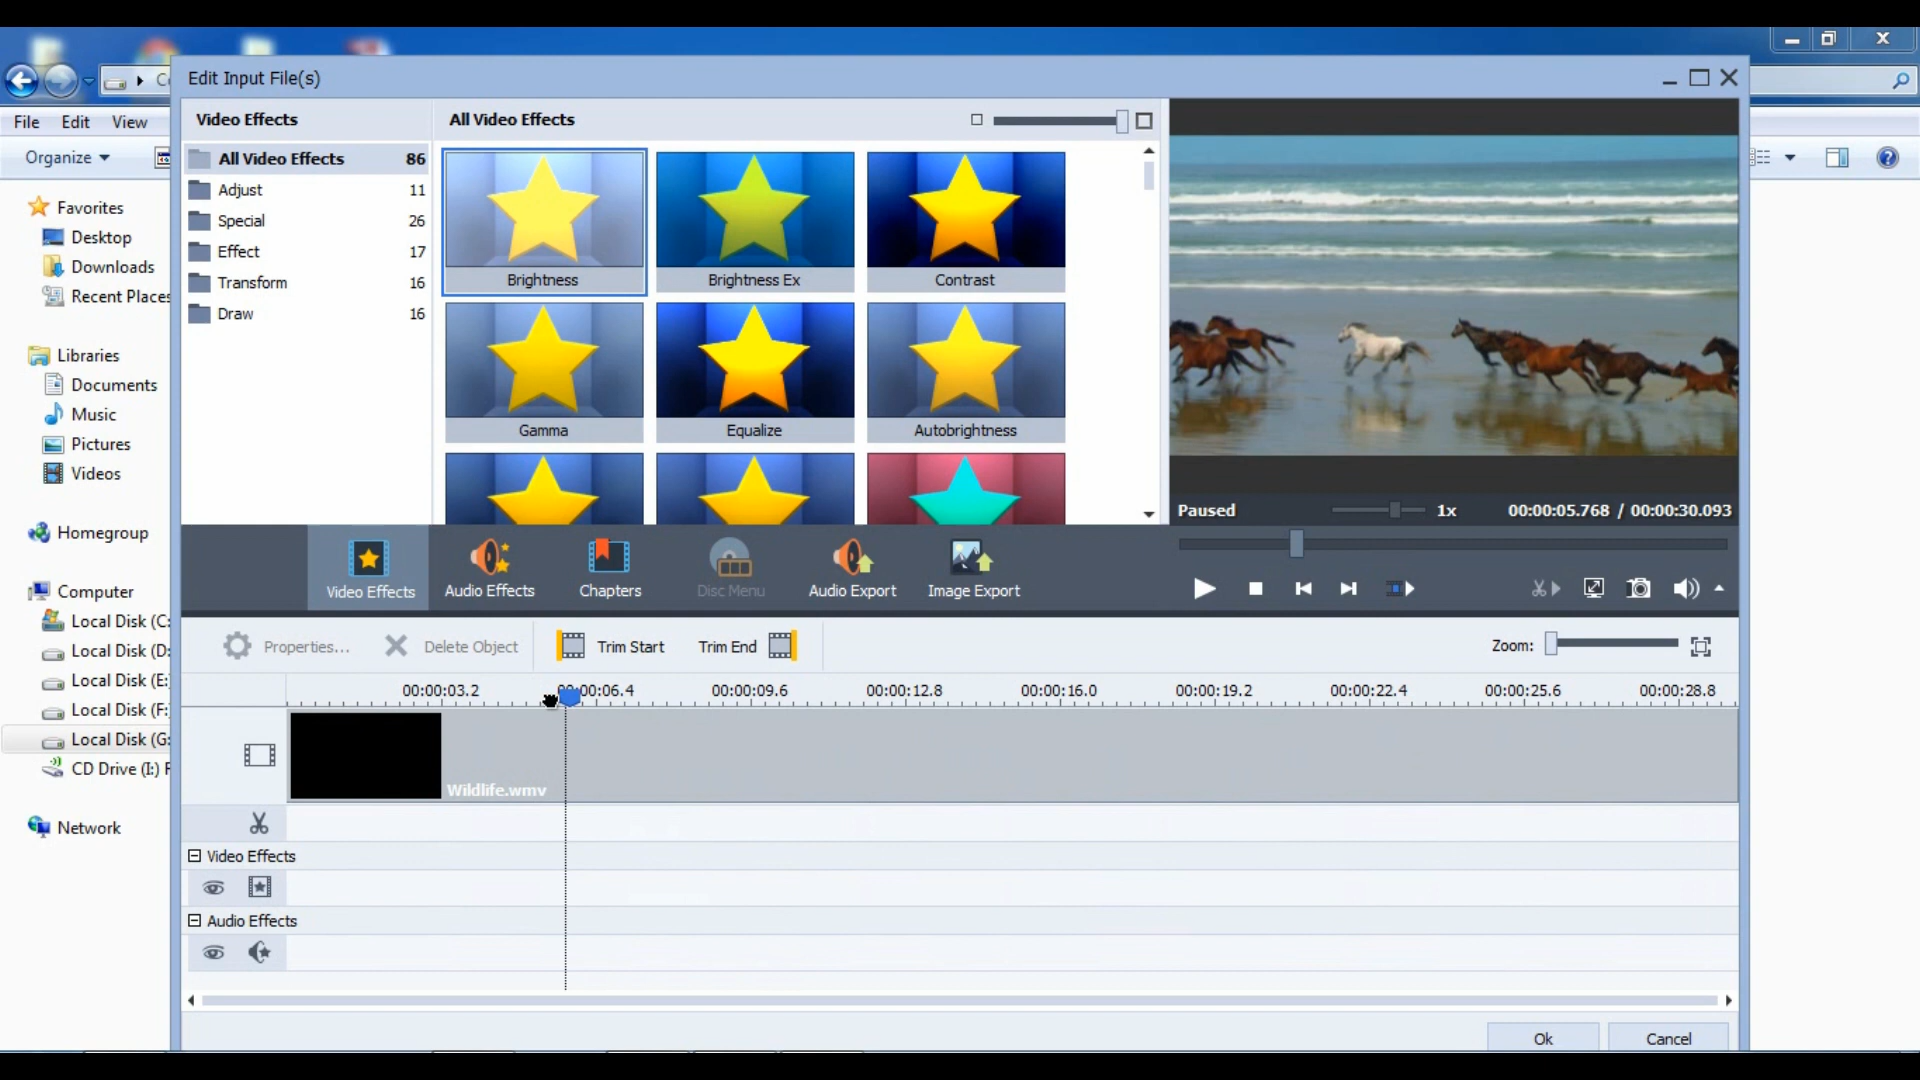 Edit Input File(s)
File Edit View
Organize
Favorites
Desktop
Downloads
Recent Places
Libraries
Documents
Music
Pictures
Videos
Homegroup
Computer
Local Disk (C:
Local Disk (D:
Local Disk (E:
Local Disk (F:
Local Disk (G:
CD Drive (I:) F
Network
Video Effects
All Video Effects 86
Adjust 11
Special 26
Effect 17
Transform 16
Draw 16
All Video Effects
Brightness
Brightness Ex
Contrast
Gamma
Equalize
Autobrightness
Paused 1x 00:00:05.768 / 00:00:30.093
Video Effects
Audio Effects
Chapters
Disc Menu
Audio Export
Image Export
Properties...
Delete Object
Trim Start
Trim End
Zoom:
00:00:03.2 00:00:06.4 00:00:09.6 00:00:12.8 00:00:16.0 00:00:19.2 00:00:22.4 00:00:25.6 00:00:28.8
Wildlife.wmv
Video Effects
Audio Effects
Ok
Cancel